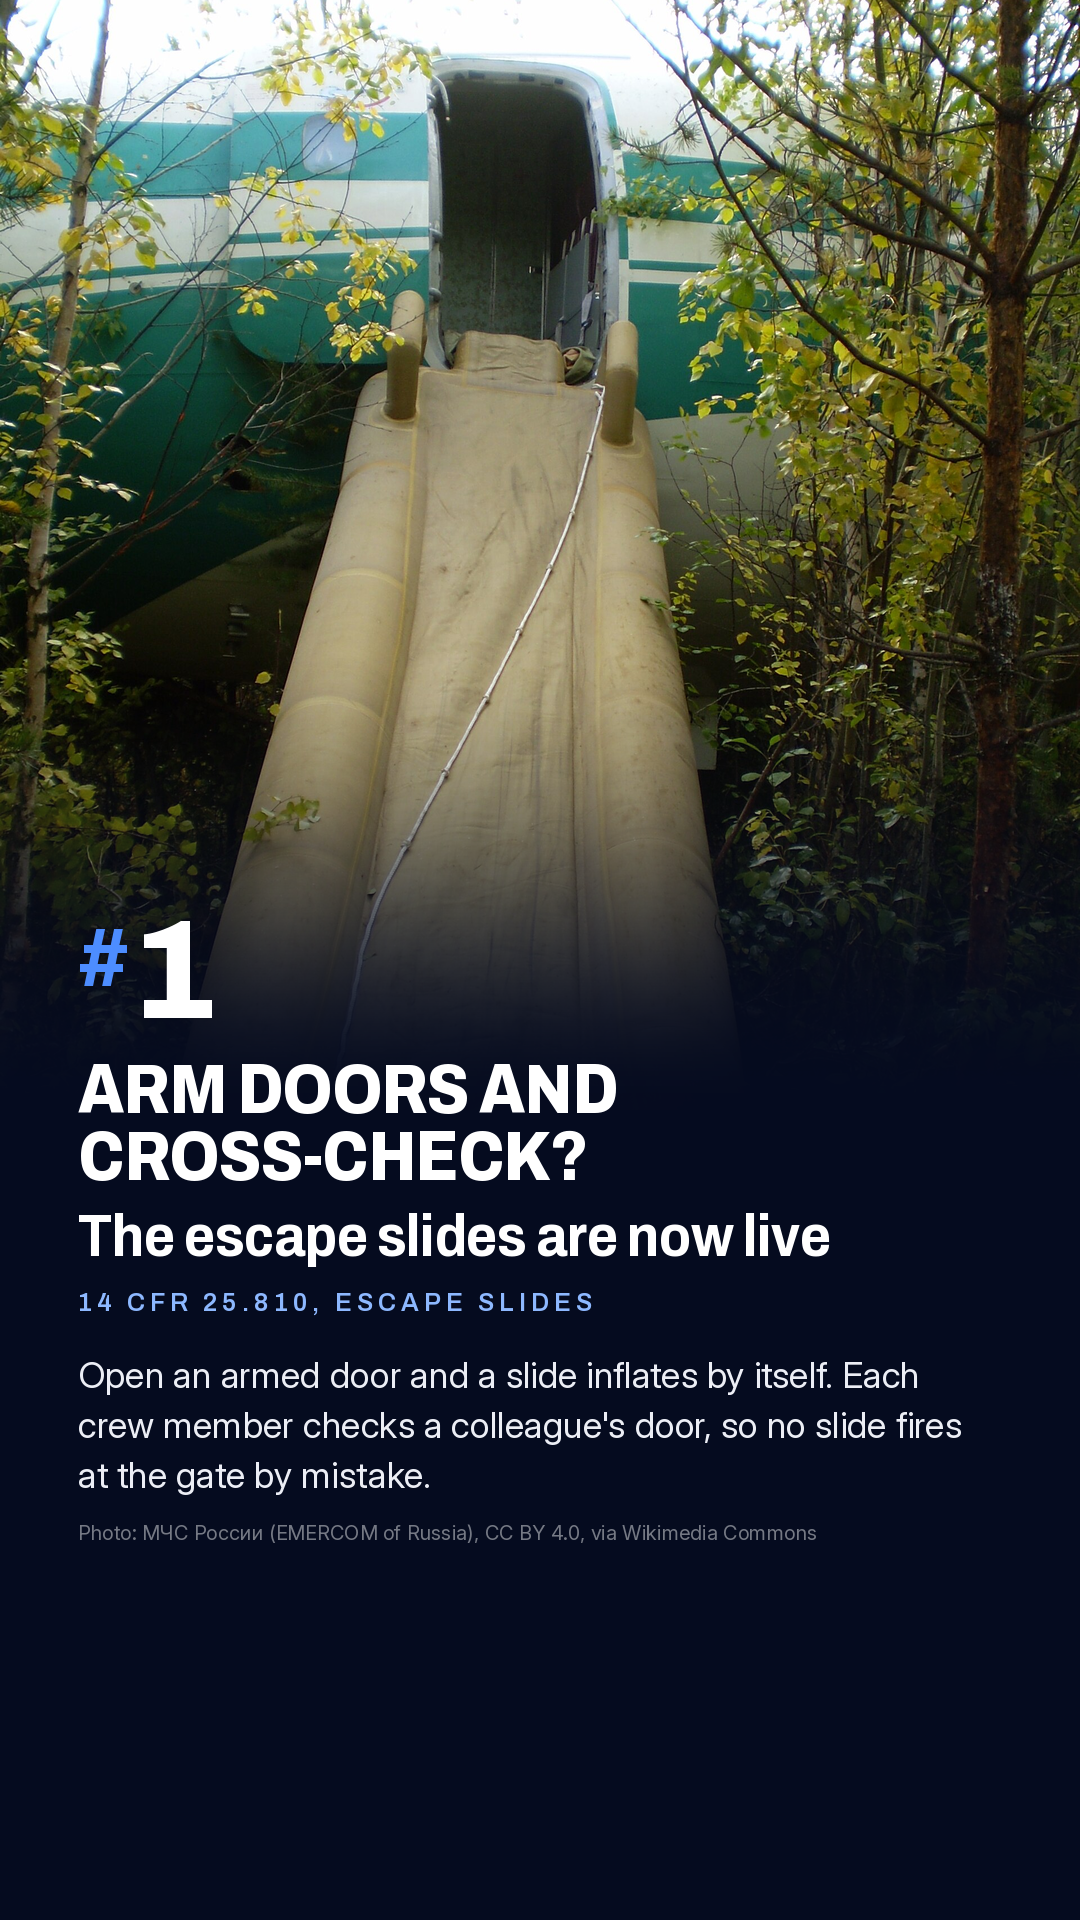 #1
ARM DOORS AND
CROSS-CHECK?
The escape slides are now live
14 CFR 25.810, ESCAPE SLIDES
Open an armed door and a slide inflates by itself. Each
crew member checks a colleague's door, so no slide fires
at the gate by mistake.
Photo: МЧС России (EMERCOM of Russia), CC BY 4.0, via Wikimedia Commons